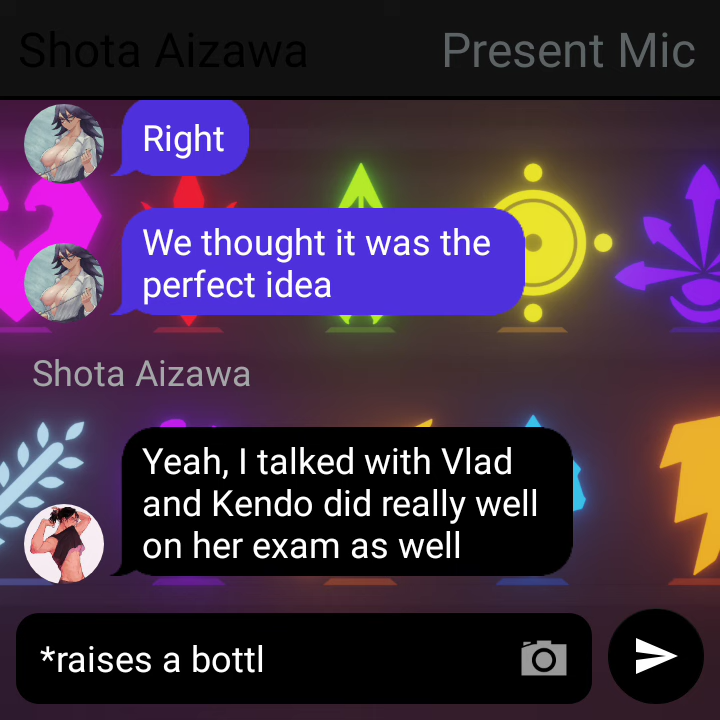 Shota Aizawa
Present Mic
Right
We thought it was the
perfect idea
Shota Aizawa
Yeah, I talked with Vlad
and Kendo did really well
on her exam as well
*raises a bottl